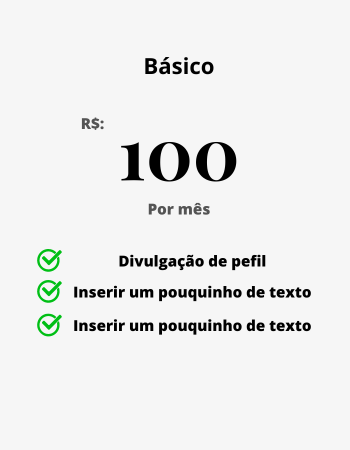 Básico
R$:
100
Por mês
Divulgação de pefil
Inserir um pouquinho de texto
Inserir um pouquinho de texto